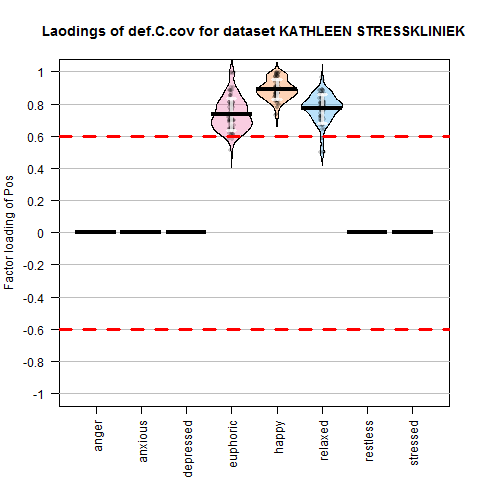 Laodings of def.C.cov for dataset KATHLEEN STRESSKLINIEK
Factor loading of Pos
1
0.8
0.6
0.4
0.2
0
-0.2
-0.4
-0.6
-0.8
-1
anger
anxious
depressed
euphoric
happy
relaxed
restless
stressed